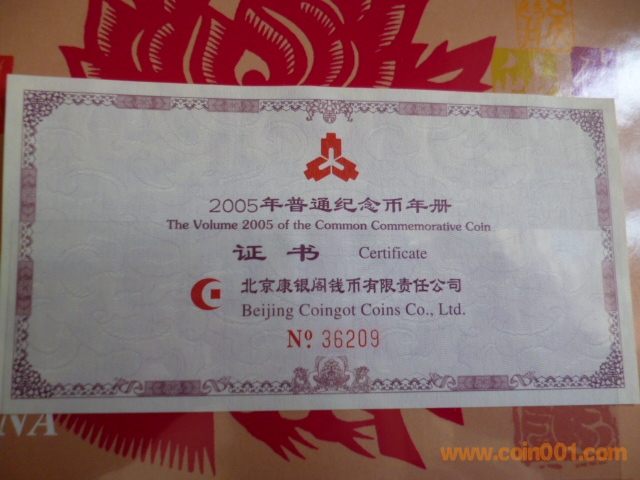 2005年普通纪念币年册
The Volume 2005 of the Common Commemorative Coin
证书 Certificate
北京康银阁钱币有限责任公司
Beijing Coingot Coins Co., Ltd.
Nº 36209
NA
www.coin001.com